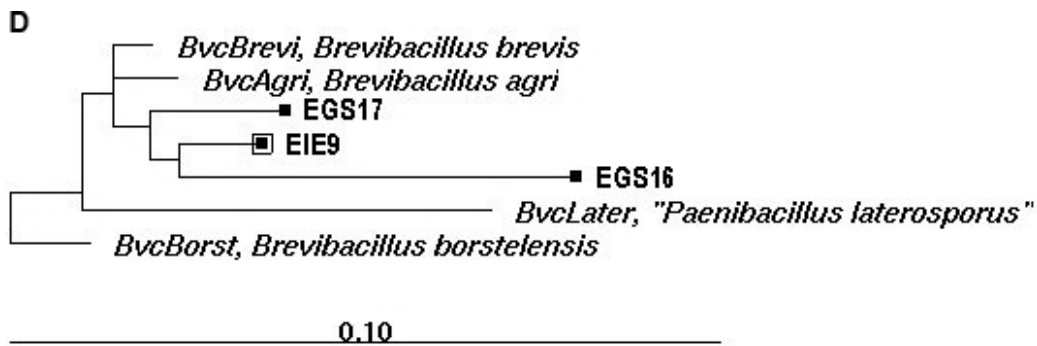 D
BvcBrevi, Brevibacillus brevis
BvcAgri, Brevibacillus agri
EGS17
EIE9
EGS16
BvcLater, "Paenibacillus laterosporus"
BvcBorst, Brevibacillus borstelensis
0.10